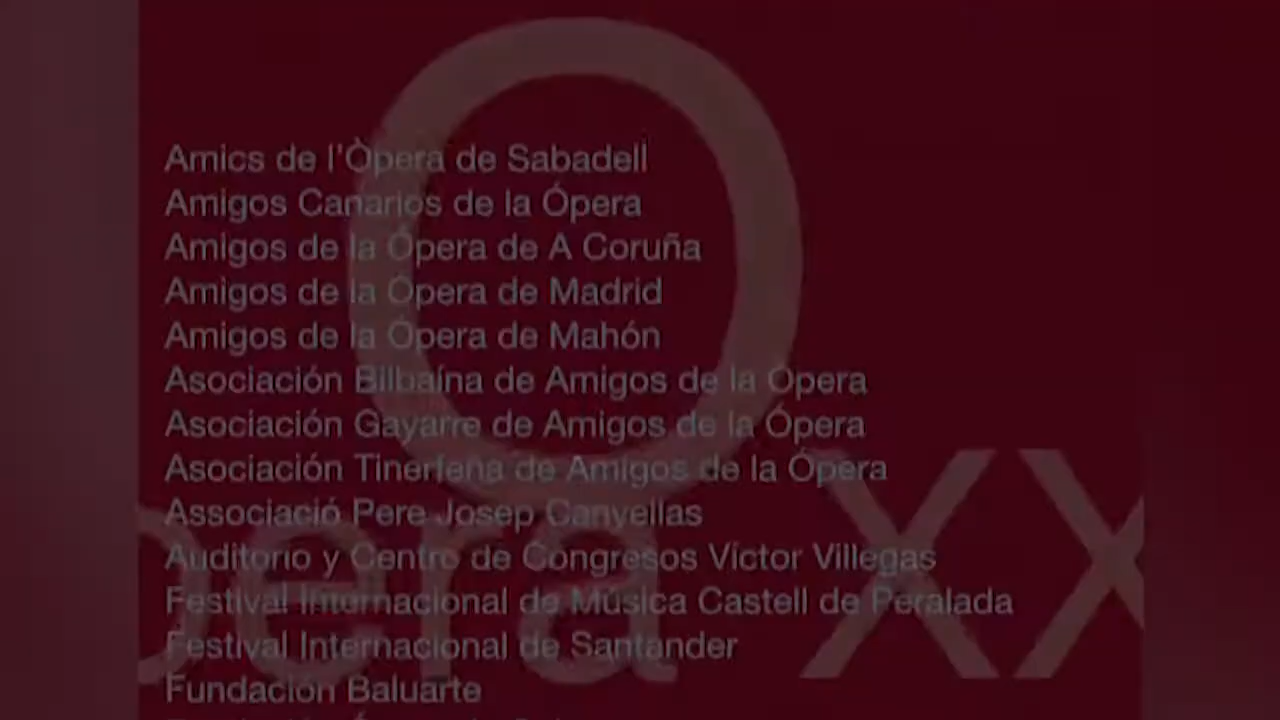 Amics de l'Òpera de Sabadell
Amigos Canarios de la Ópera
Amigos de la Ópera de A Coruña
Amigos de la Ópera de Madrid
Amigos de la Ópera de Mahón
Asociación Bilbaína de Amigos de la Ópera
Asociación Gayarre de Amigos de la Ópera
Asociación Tinerfeña de Amigos de la Ópera
Associació Pere Josep Canyellas
Auditorio y Centro de Congresos Víctor Villegas
Festival Internacional de Música Castell de Peralada
Festival Internacional de Santander
Fundación Baluarte
O
pera XX